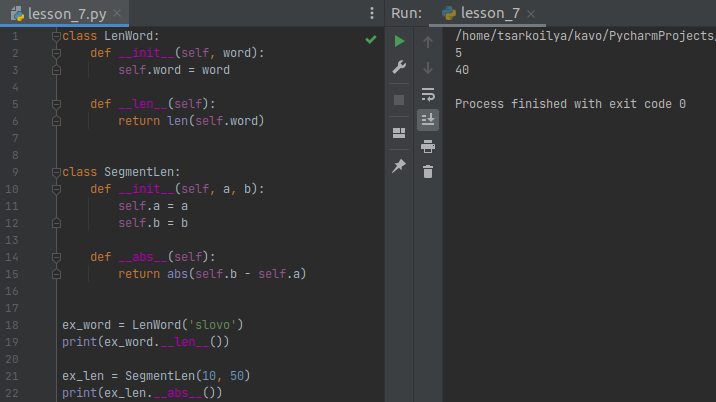 lesson_7.py
1 class LenWord:
2     def __init__(self, word):
3         self.word = word
4
5     def __len__(self):
6         return len(self.word)
7
8
9 class SegmentLen:
10     def __init__(self, a, b):
11         self.a = a
12         self.b = b
13
14     def __abs__(self):
15         return abs(self.b - self.a)
16
17
18 ex_word = LenWord('slovo')
19 print(ex_word.__len__())
20
21 ex_len = SegmentLen(10, 50)
22 print(ex_len.__abs__())
Run: lesson_7
/home/tsarkoilya/kavo/PycharmProjects/
5
40
Process finished with exit code 0